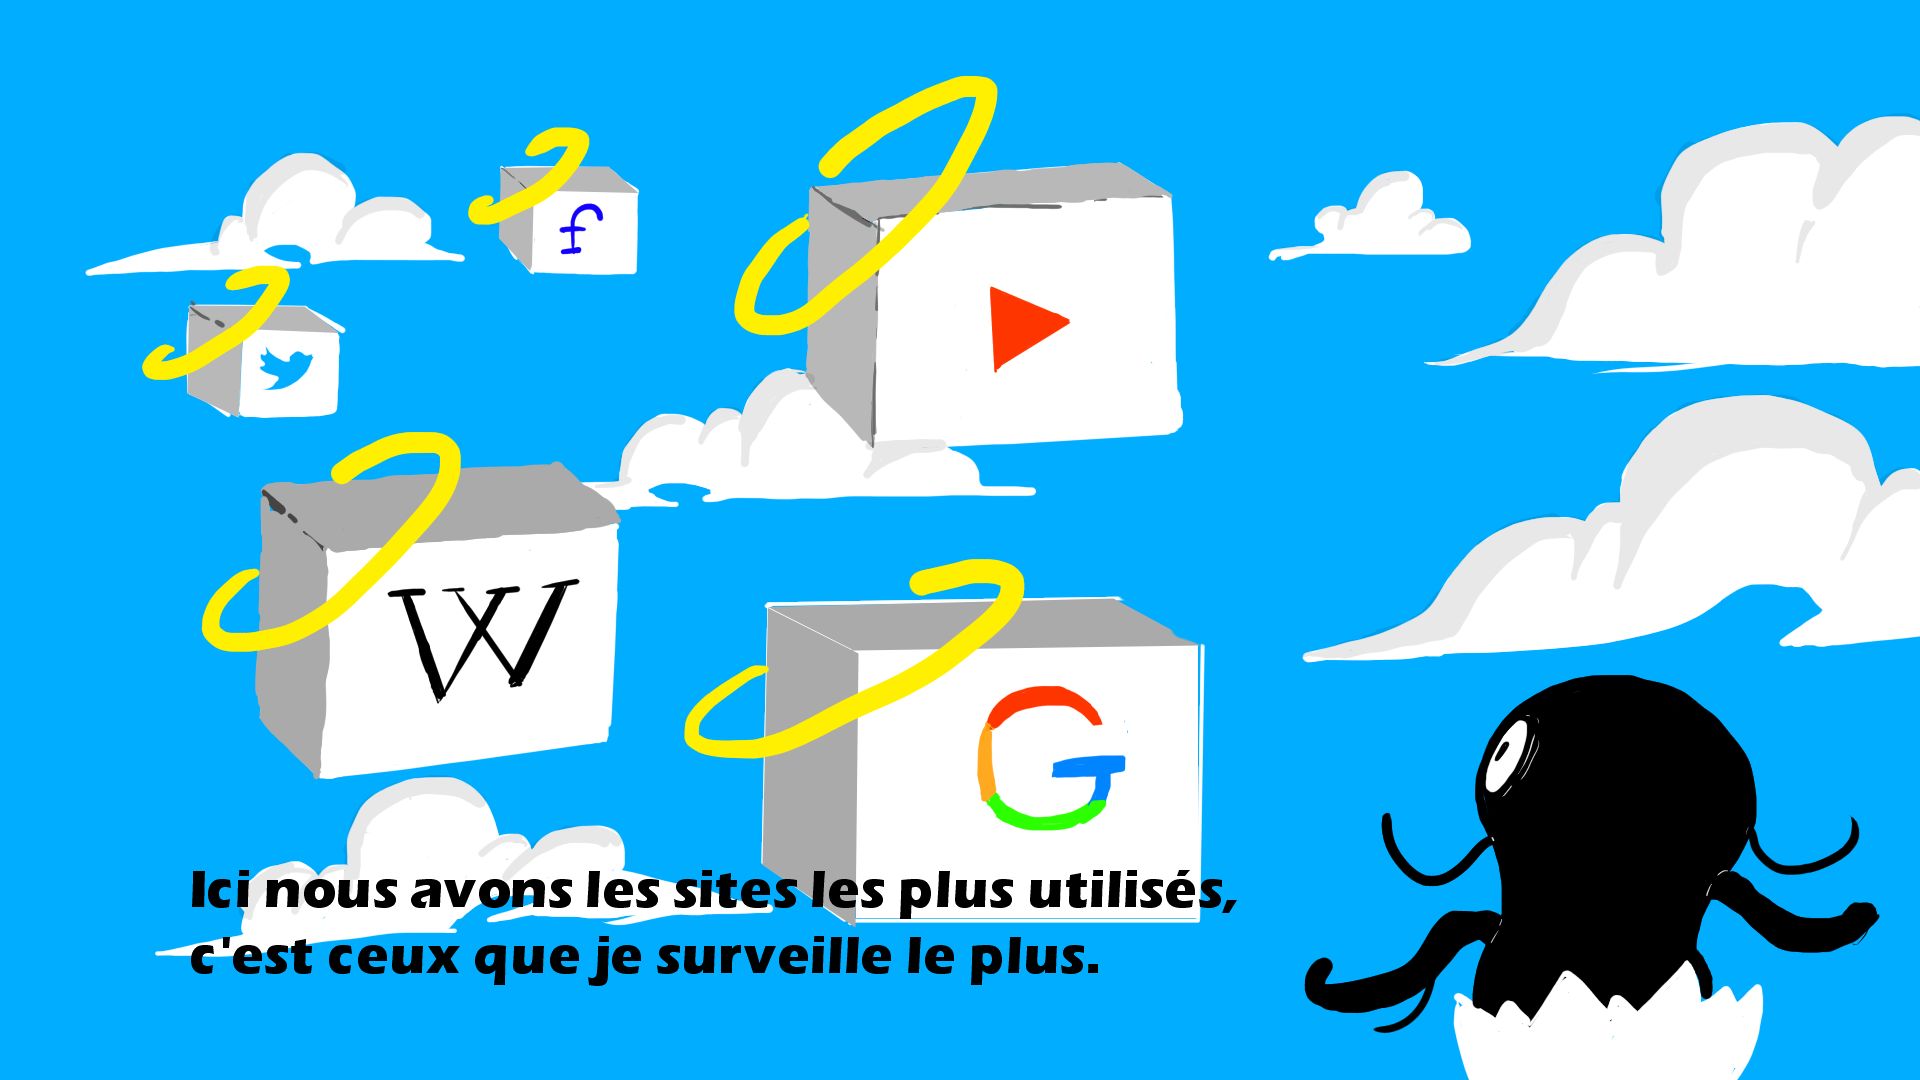 f
W
G
Ici nous avons les sites les plus utilisés,
c'est ceux que je surveille le plus.